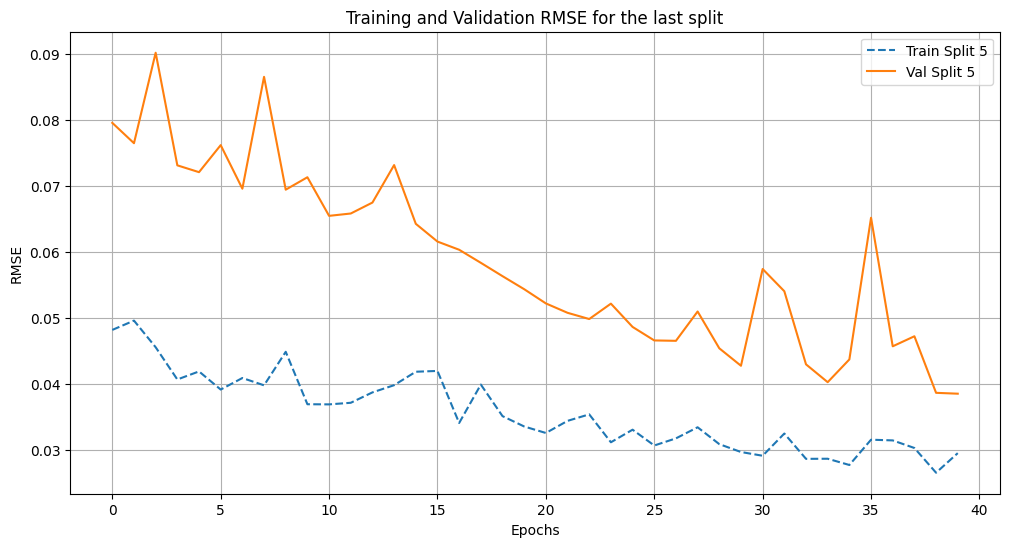 Training and Validation RMSE for the last split
Train Split 5
Val Split 5
RMSE
0.09
0.08
0.07
0.06
0.05
0.04
0.03
0 5 10 15 20 25 30 35 40
Epochs